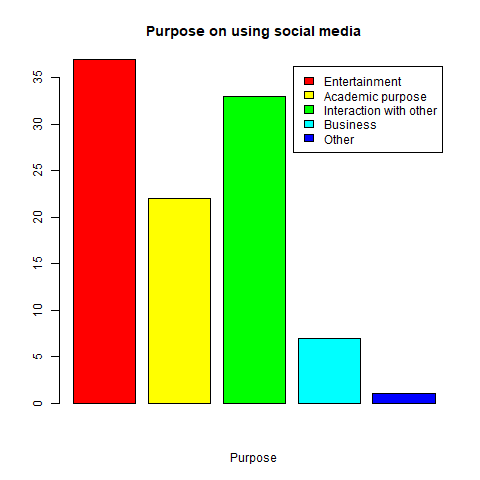 Purpose on using social media
Entertainment
Academic purpose
Interaction with other
Business
Other
35
30
25
20
15
10
5
0
Purpose